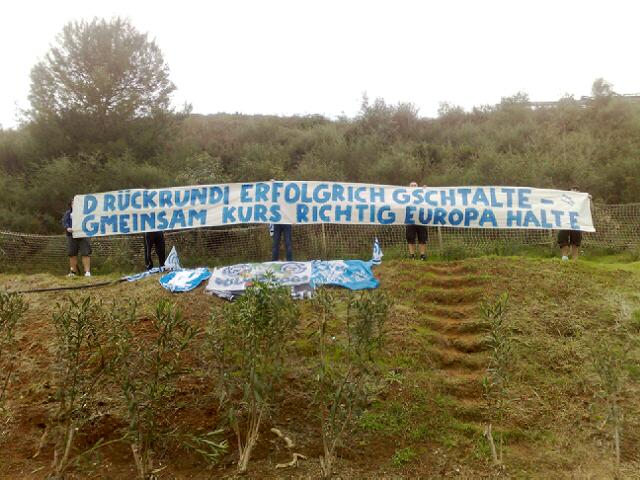 D RÜCKRUNDI ERFOLGRICH GSCHTALTE –
GMEINSAM KURS RICHTIG EUROPA HALTE